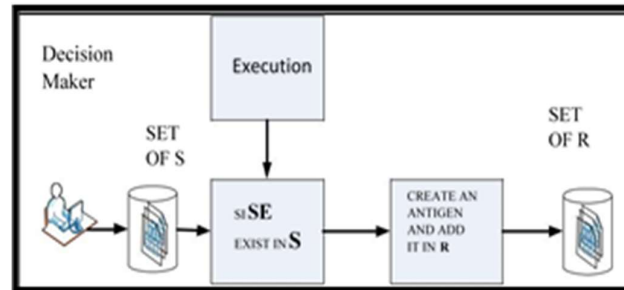 Decision
Maker
Execution
SET
OF S
SET
OF R
SI SE
EXIST IN S
CREATE AN
ANTIGEN AND ADD
IT IN R